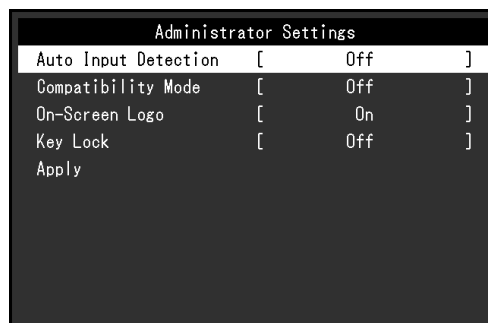 Administrator Settings
Auto Input Detection [ Off ]
Compatibility Mode [ Off ]
On-Screen Logo [ On ]
Key Lock [ Off ]
Apply